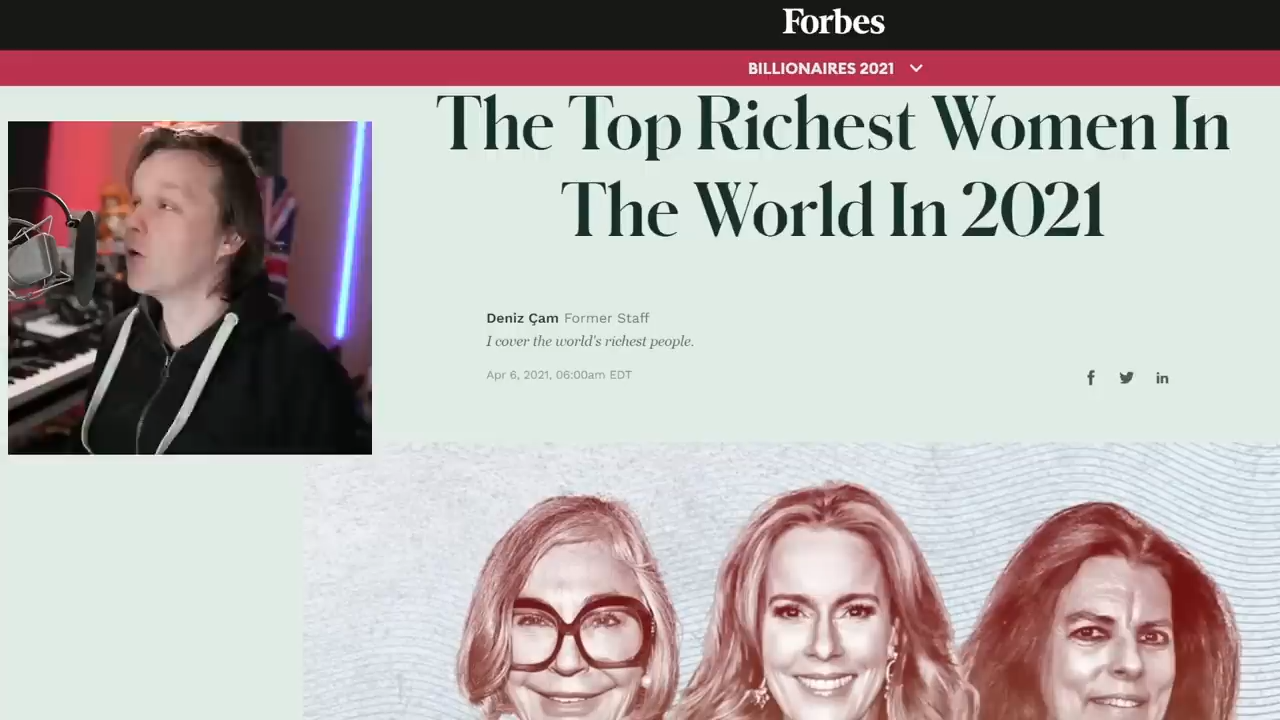 Forbes
BILLIONAIRES 2021
The Top Richest Women In
The World In 2021
Deniz Çam Former Staff
I cover the world's richest people.
Apr 6, 2021, 06:00am EDT